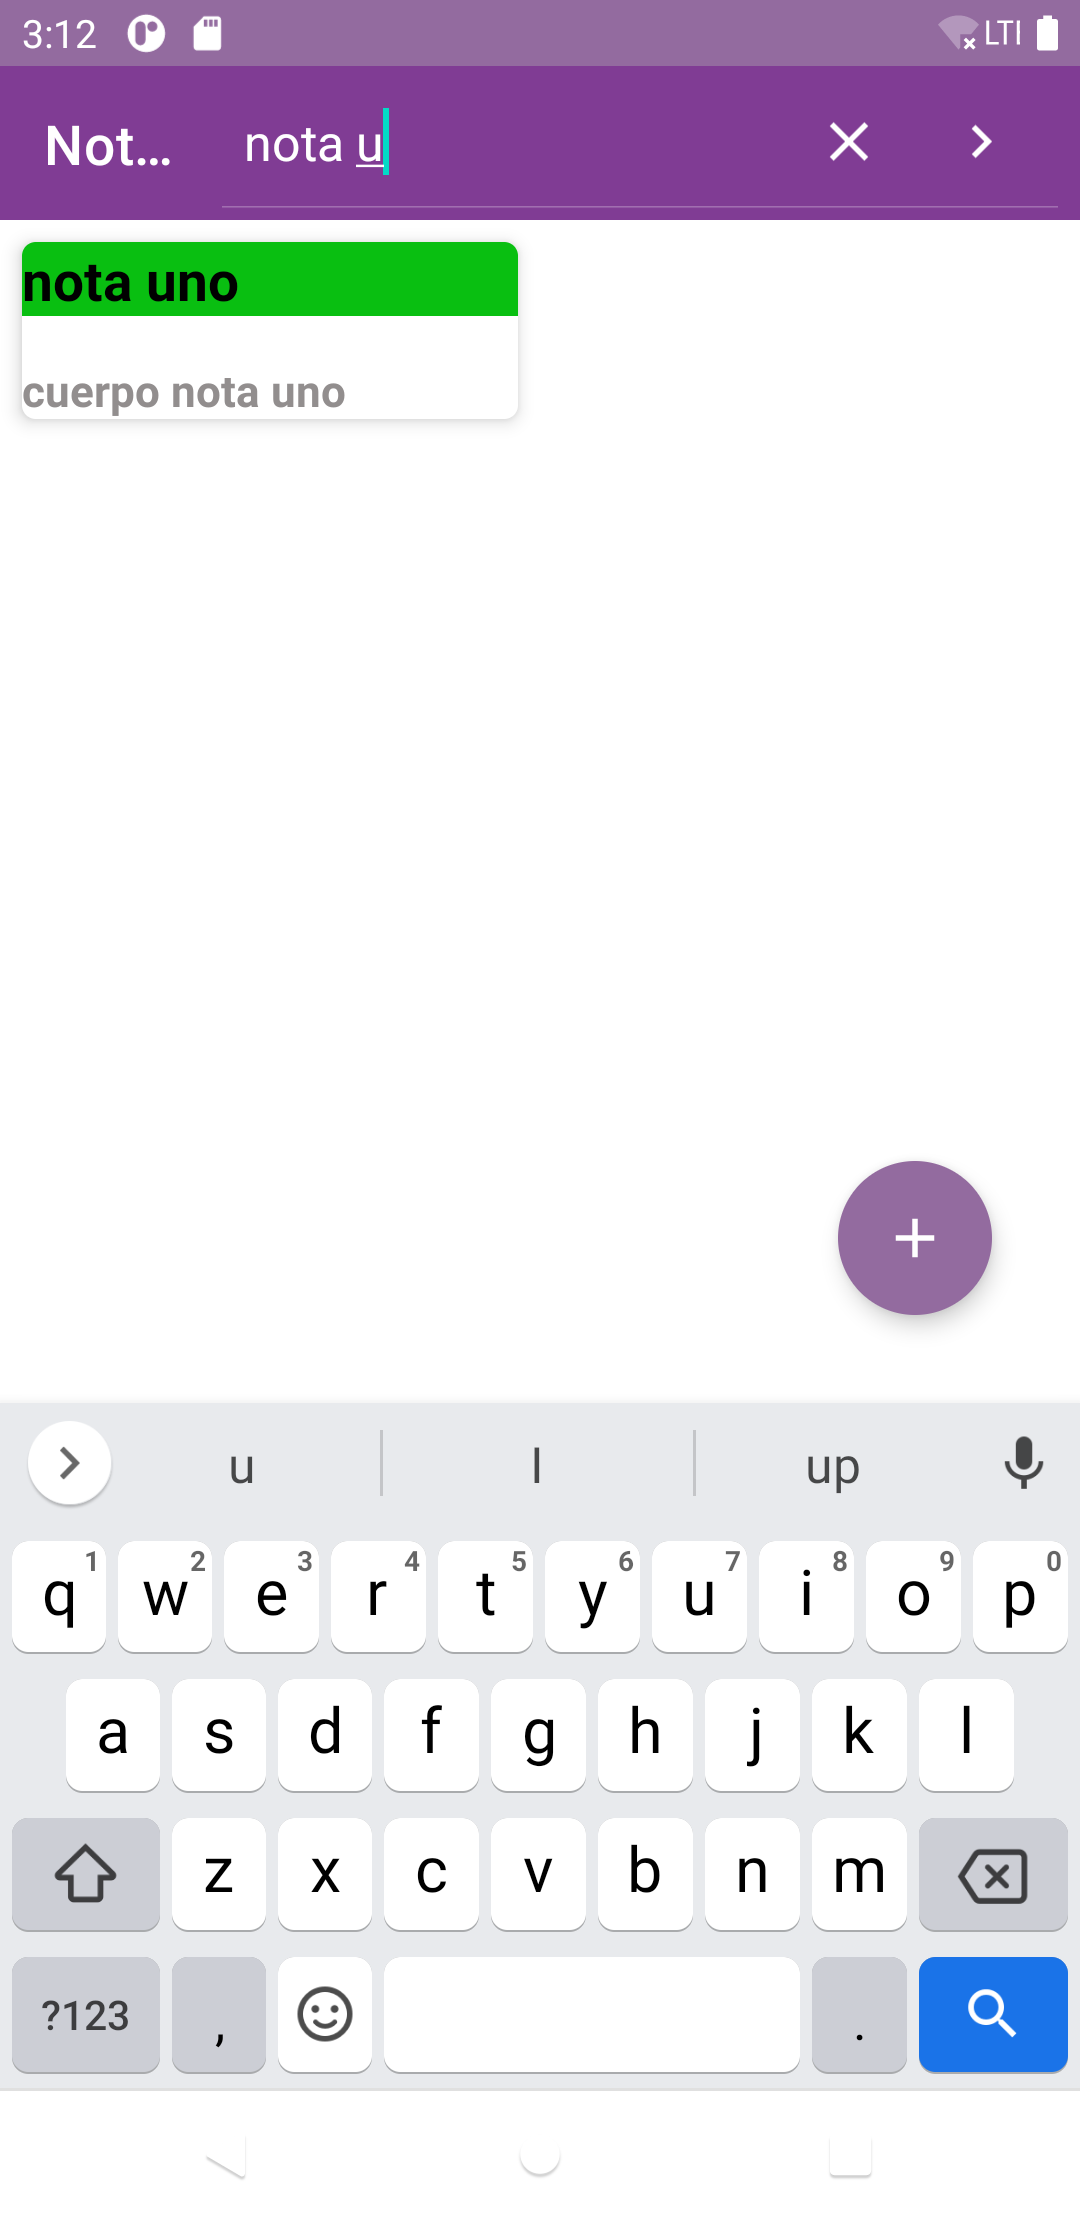 3:12 LTE
Not... nota u
nota uno
cuerpo nota uno
u I up
q 1 w 2 e 3 r 4 t 5 y 6 u 7 i 8 o 9 p 0
a s d f g h j k l
z x c v b n m
?123 , .